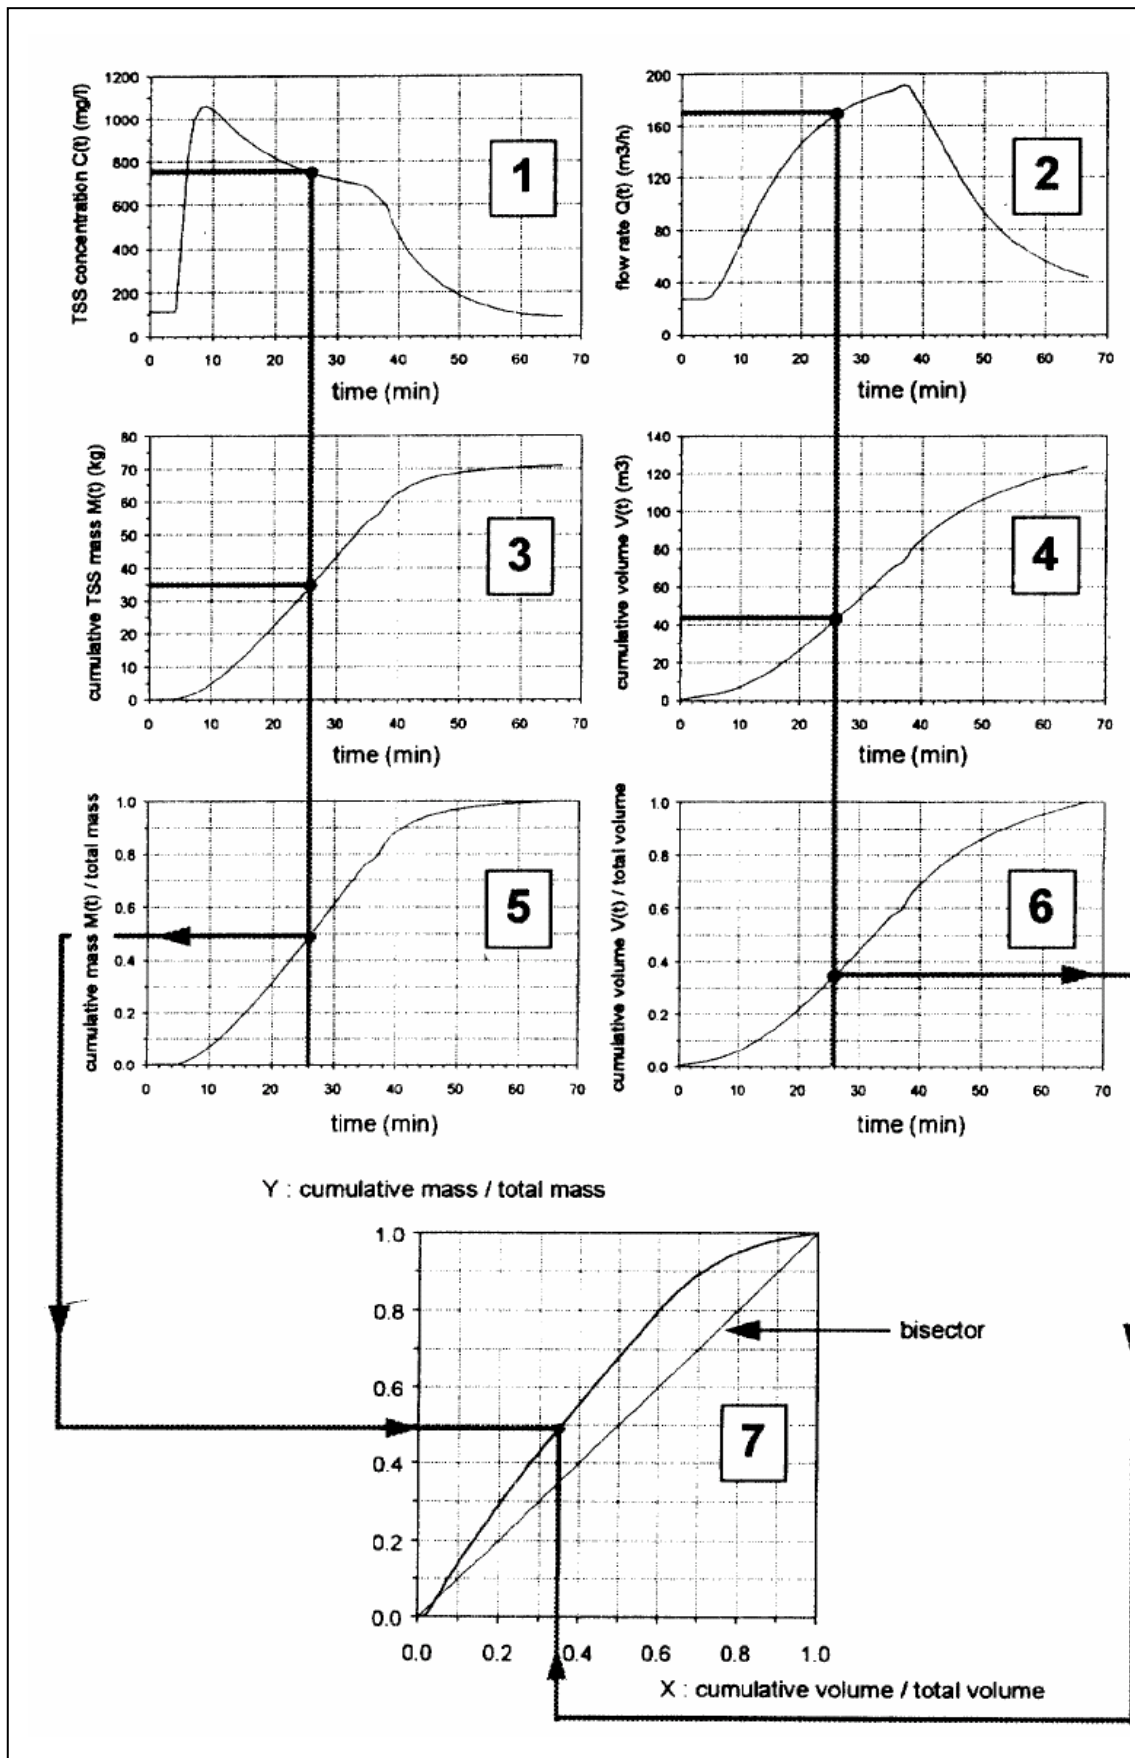 TSS concentration C(t) (mg/l)
1200
1000
800
600
400
200
0
0 10 20 30 40 50 60 70
time (min)
1
flow rate Q(t) (m3/h)
200
160
120
80
40
0
0 10 20 30 40 50 60 70
time (min)
2
cumulative TSS mass M(t) (kg)
80
70
60
50
40
30
20
10
0
0 10 20 30 40 50 60 70
time (min)
3
cumulative volume V(t) (m3)
140
120
100
80
60
40
20
0
0 10 20 30 40 50 60 70
time (min)
4
cumulative mass M(t) / total mass
1.0
0.8
0.6
0.4
0.2
0.0
0 10 20 30 40 50 60 70
time (min)
5
cumulative volume V(t) / total volume
1.0
0.8
0.6
0.4
0.2
0.0
0 10 20 30 40 50 60 70
time (min)
6
Y : cumulative mass / total mass
1.0
0.8
0.6
0.4
0.2
0.0
bisector
7
0.0 0.2 0.4 0.6 0.8 1.0
X : cumulative volume / total volume